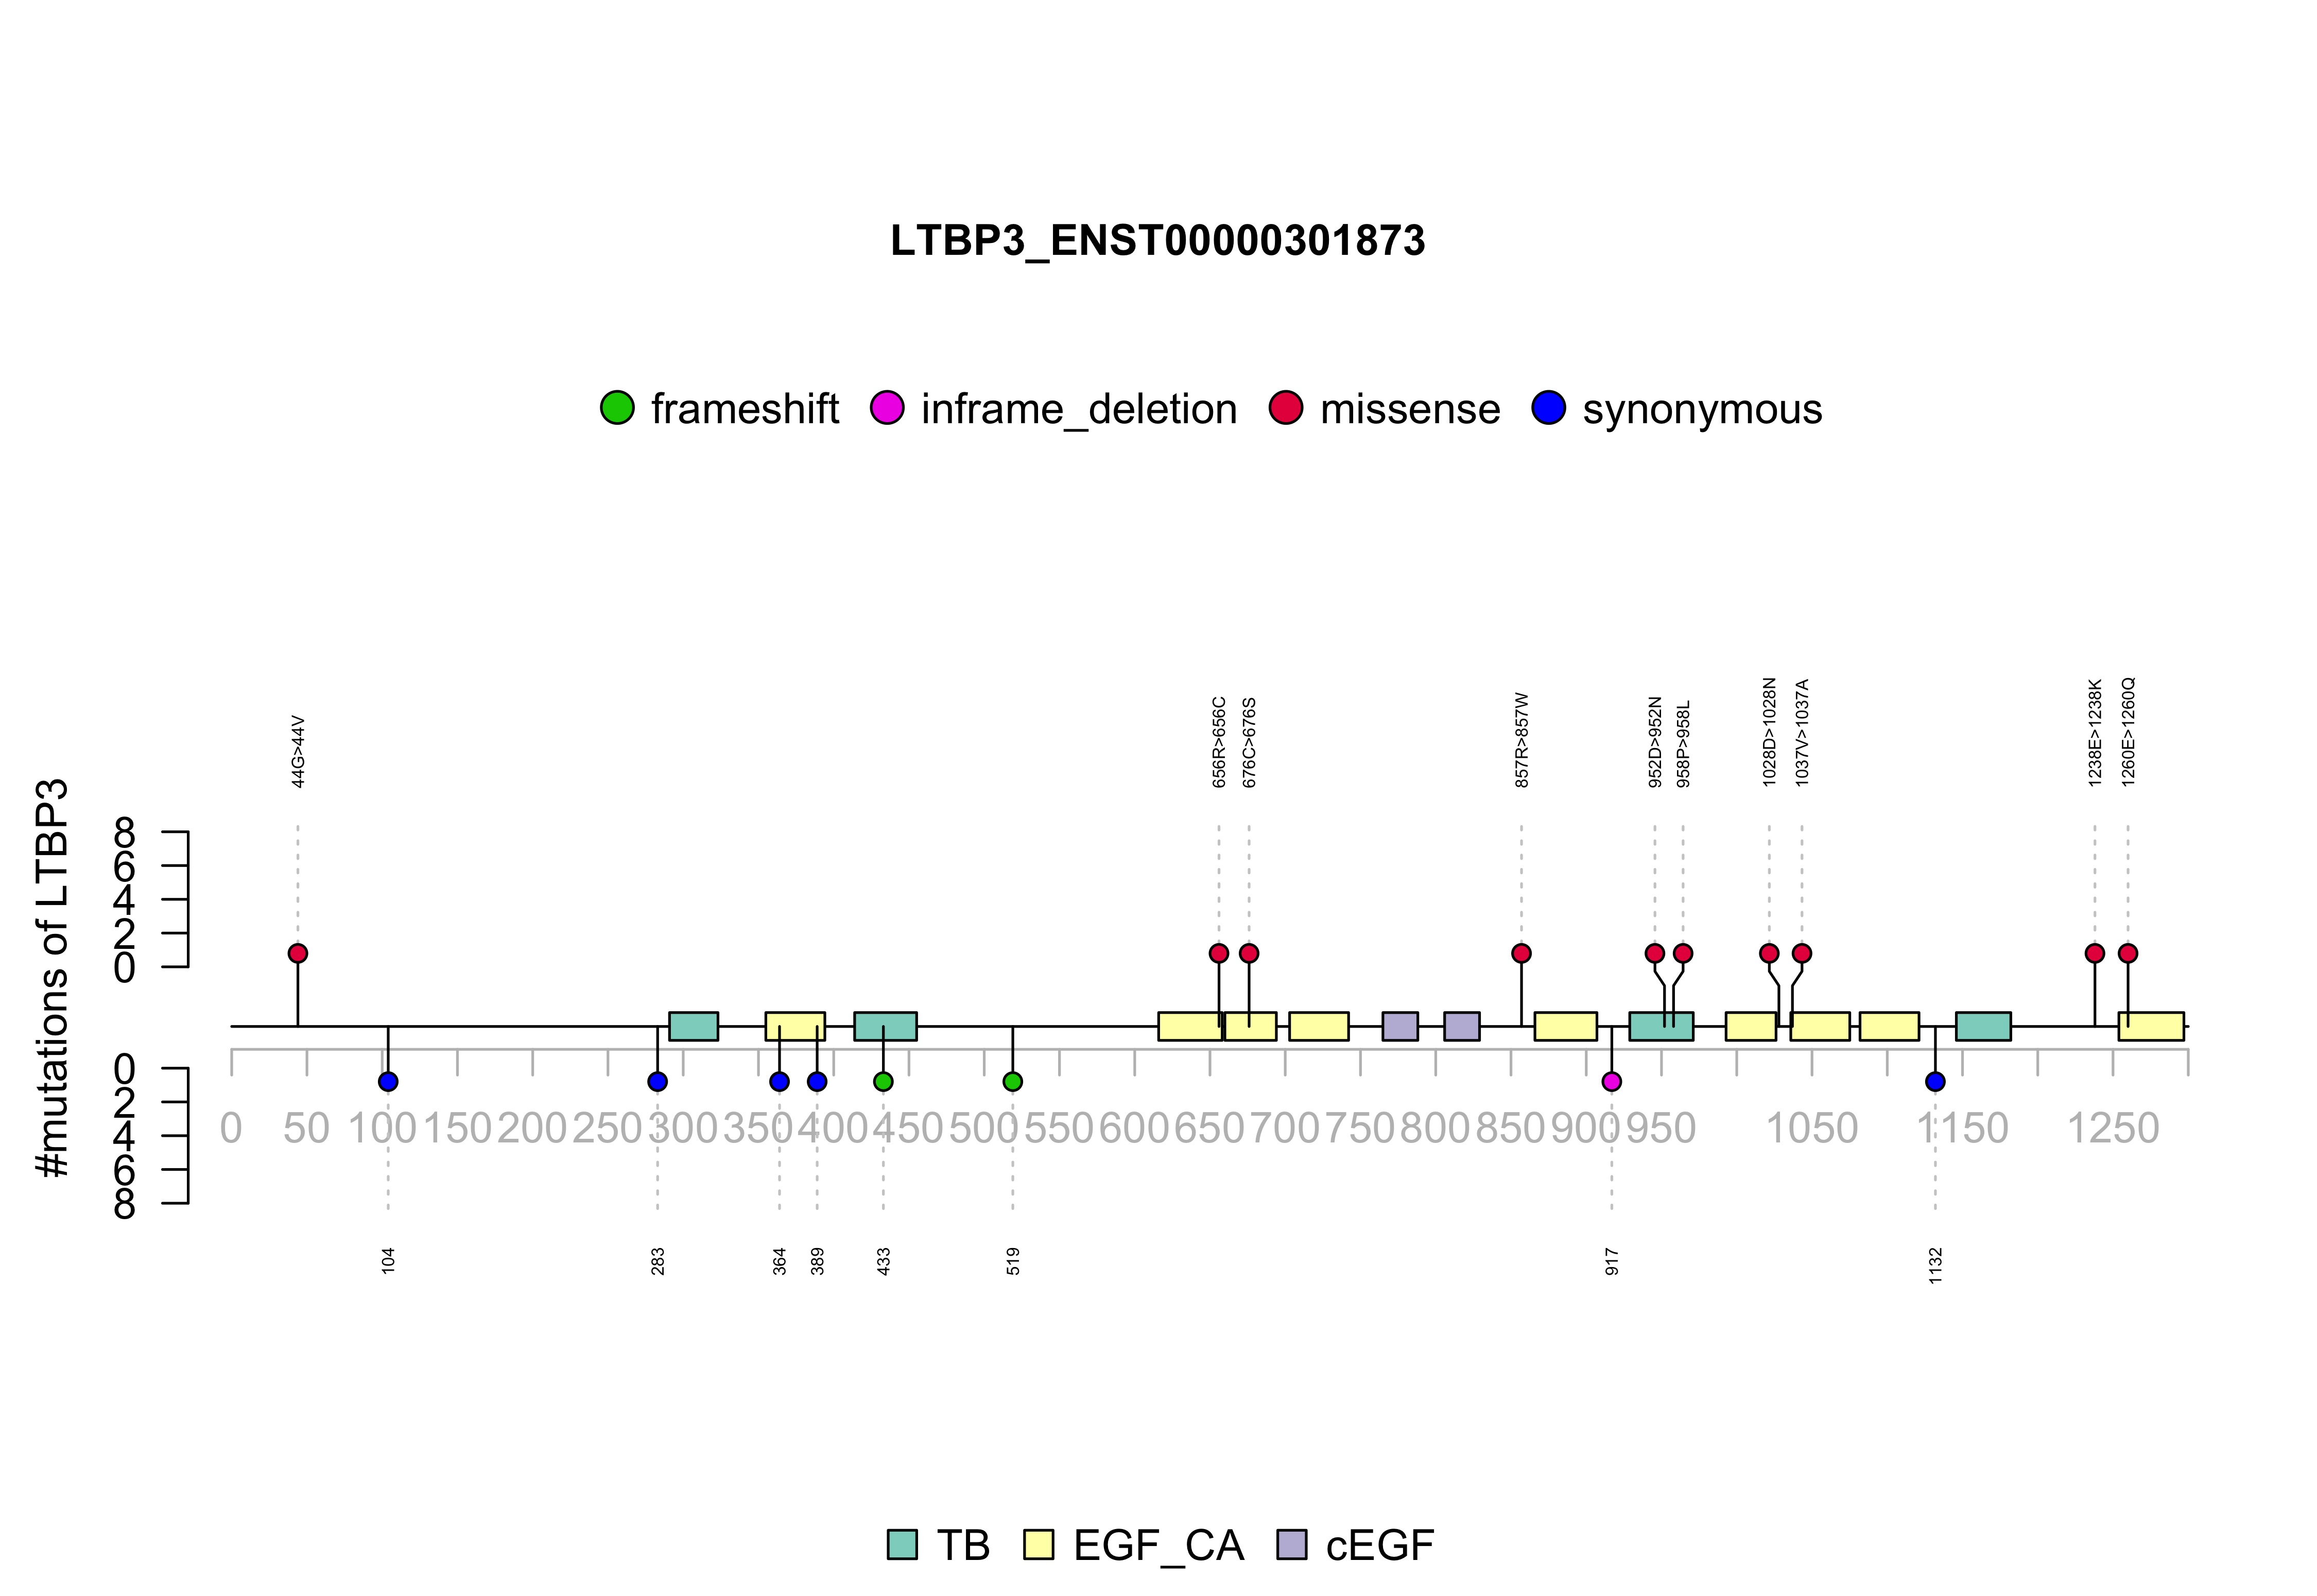 LTBP3_ENST00000301873
frameshift inframe_deletion missense synonymous
44G>44V 656R>656C 676C>676S 857R>857W 952D>952N 958P>958L 1028D>1028N 1037V>1037A 1238E>1238K 1260E>1260Q
#mutations of LTBP3
8
6
4
2
0
0
2
4
6
8
0 50 100 150 200 250 300 350 400 450 500 550 600 650 700 750 800 850 900 950 1050 1150 1250
104 283 364 389 433 519 917 1132
TB EGF_CA cEGF